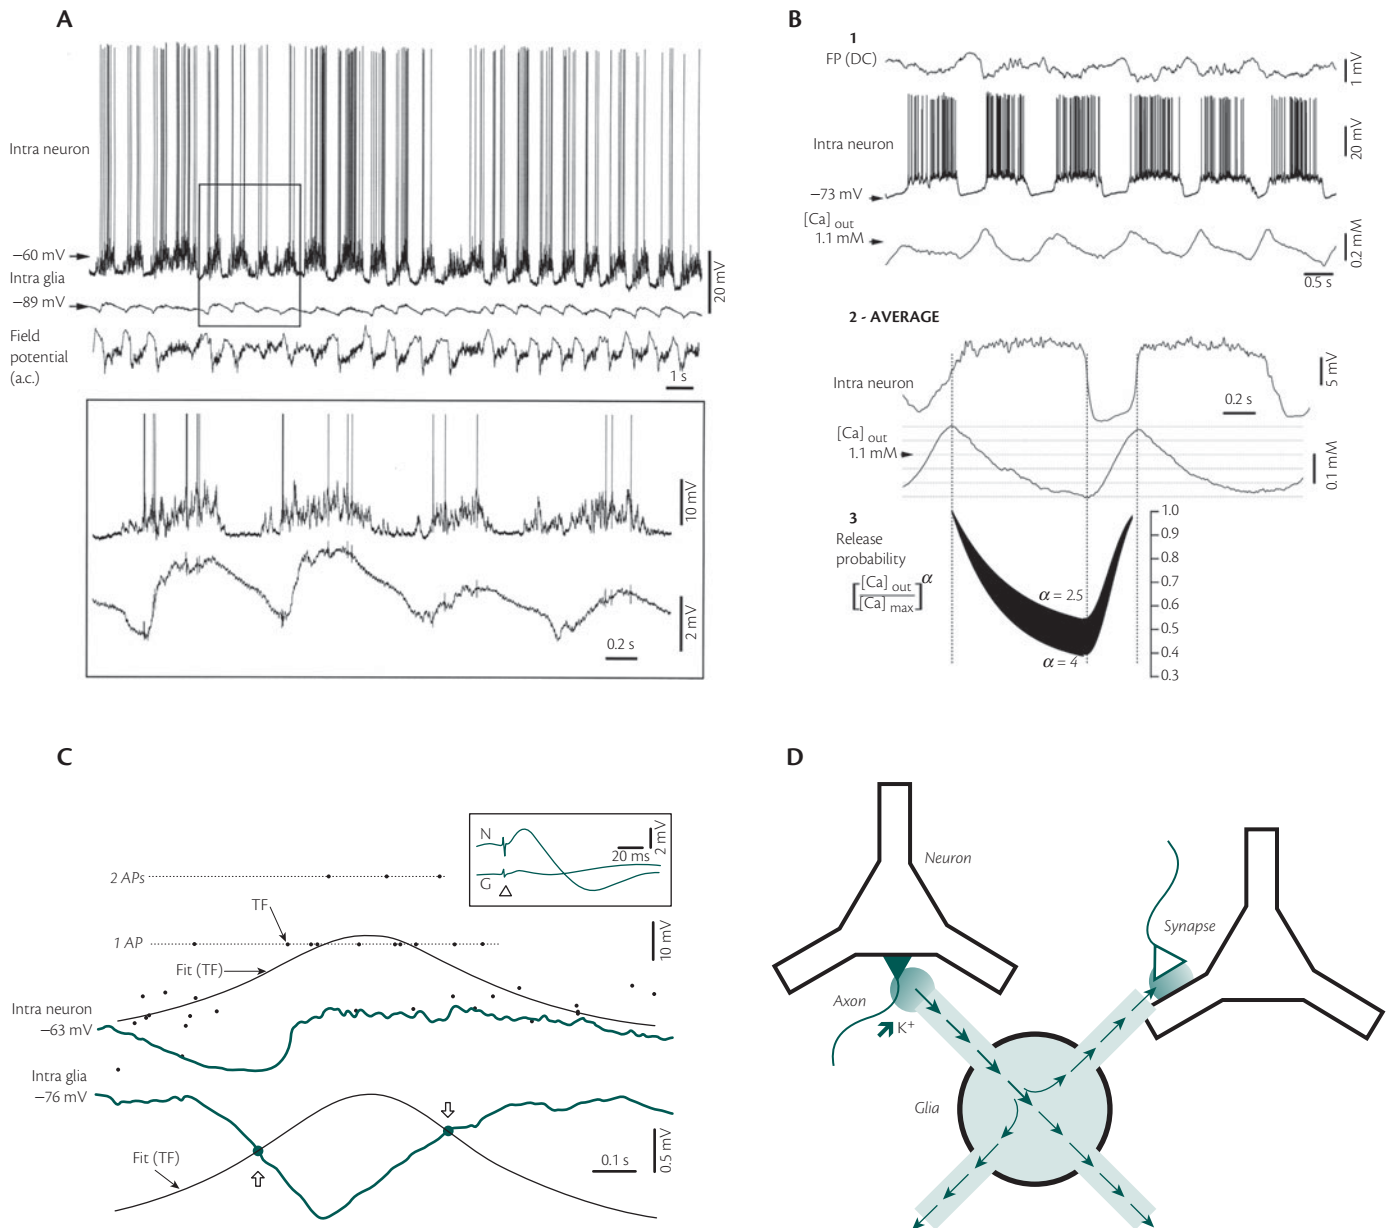 A
Intra neuron
−60 mV
Intra glia
−89 mV
Field
potential
(a.c.)
20 mV
1 s
10 mV
2 mV
0.2 s
B
1
FP (DC)
1 mV
Intra neuron
20 mV
−73 mV
[Ca] out
1.1 mM
0.2 mM
0.5 s
2 - AVERAGE
Intra neuron
5 mV
0.2 s
[Ca] out
1.1 mM
0.1 mM
3
Release
probability
[[Ca] out / [Ca] max]α
α = 2.5
α = 4
1.0
0.9
0.8
0.7
0.6
0.5
0.4
0.3
C
N
G
20 ms
2 mV
2 APs
TF
1 AP
10 mV
Fit (TF)
Intra neuron
−63 mV
Intra glia
−76 mV
Fit (TF)
0.1 s
0.5 mV
D
Neuron
Synapse
Axon
K+
Glia